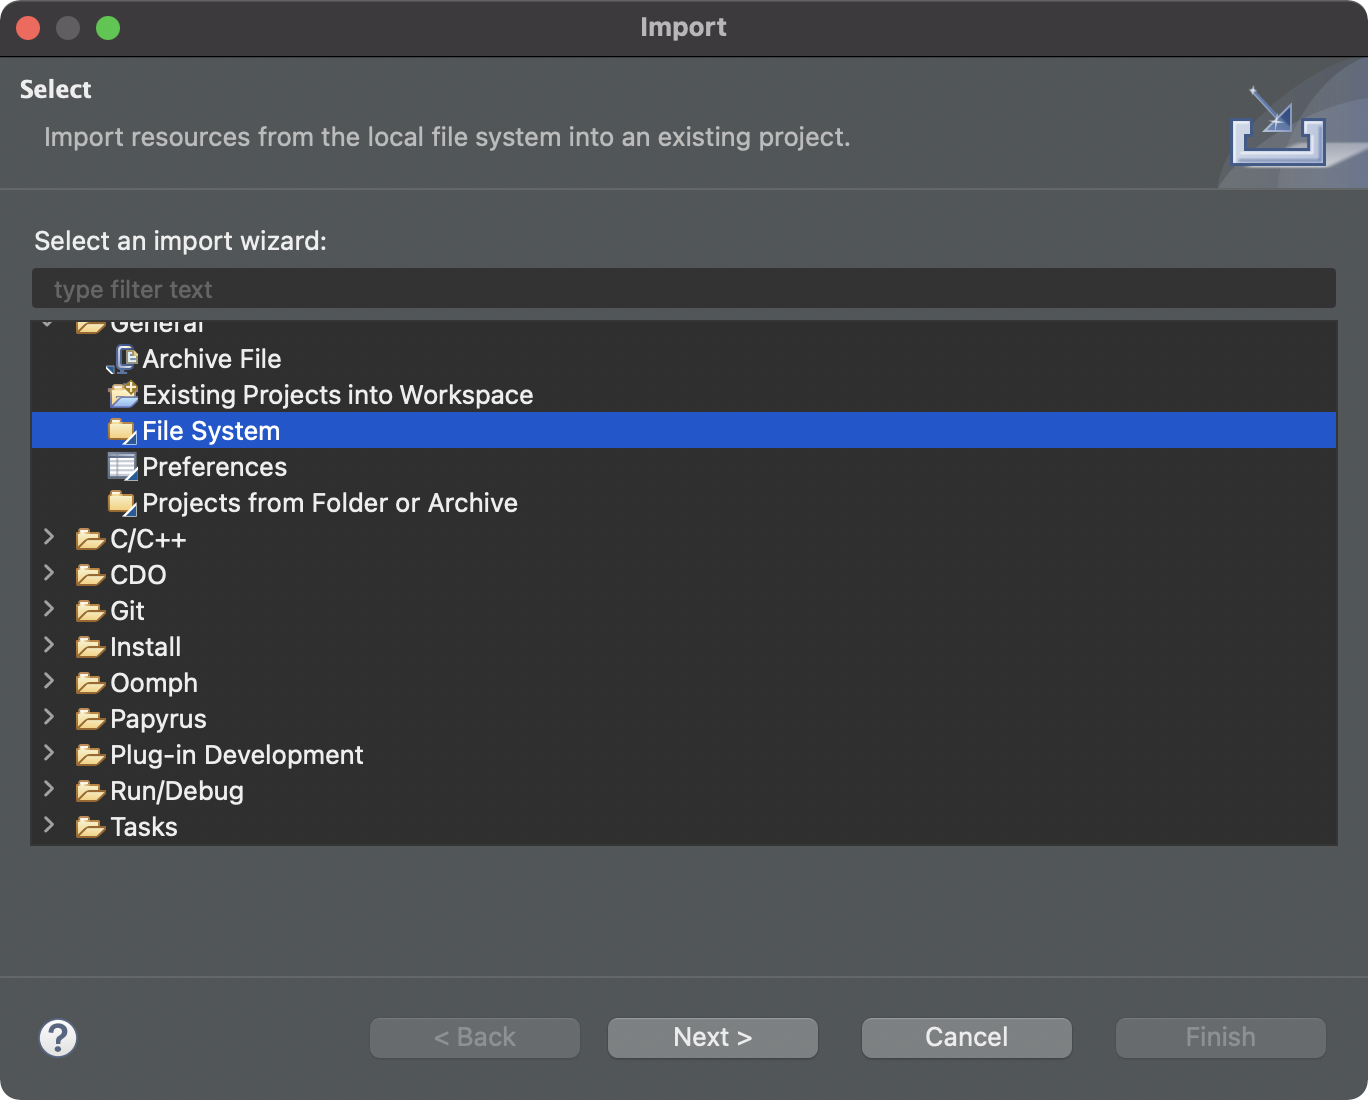 Import
Select
Import resources from the local file system into an existing project.
Select an import wizard:
type filter text
General
Archive File
Existing Projects into Workspace
File System
Preferences
Projects from Folder or Archive
C/C++
CDO
Git
Install
Oomph
Papyrus
Plug-in Development
Run/Debug
Tasks
?
< Back
Next >
Cancel
Finish